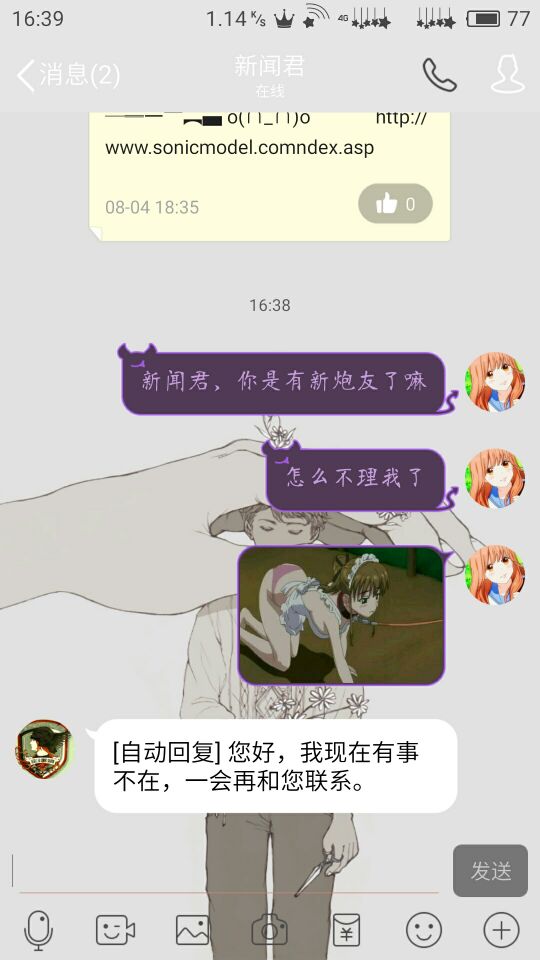 16:39 1.14 K/s 4G 77
消息(2)
新闻君
在线
o(∩_∩)o http://
www.sonicmodel.comndex.asp
08-04 18:35
0
16:38
新闻君，你是有新炮友了嘛
怎么不理我了
[自动回复] 您好，我现在有事
不在，一会再和您联系。
发送